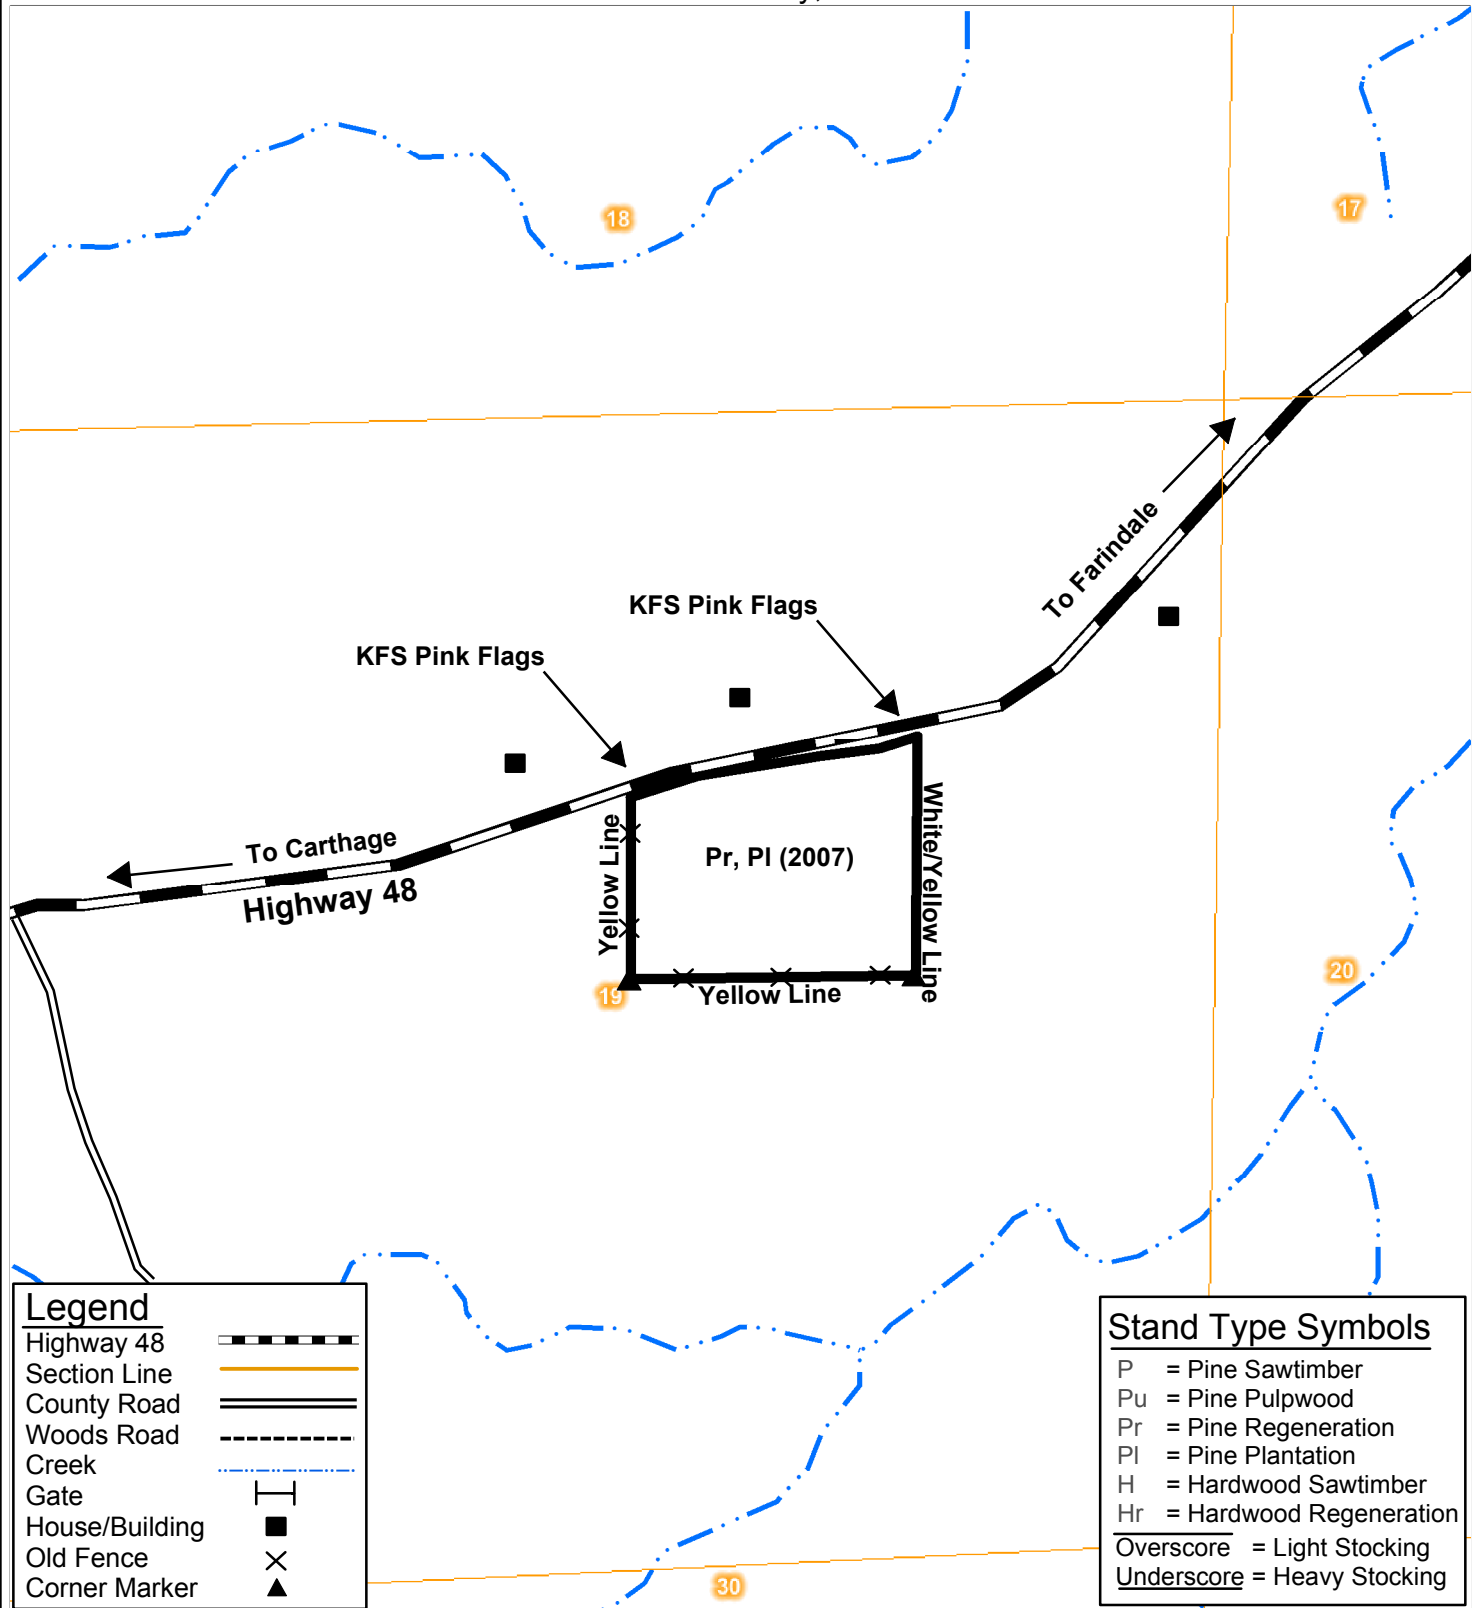 18
17
To Farindale
KFS Pink Flags
KFS Pink Flags
To Carthage
Highway 48
Yellow Line
Pr, Pl (2007)
White/Yellow Line
Yellow Line
19
20
30
Legend
Highway 48
Section Line
County Road
Woods Road
Creek
Gate
House/Building
Old Fence
Corner Marker
Stand Type Symbols
P = Pine Sawtimber
Pu = Pine Pulpwood
Pr = Pine Regeneration
Pl = Pine Plantation
H = Hardwood Sawtimber
Hr = Hardwood Regeneration
Overscore = Light Stocking
Underscore = Heavy Stocking